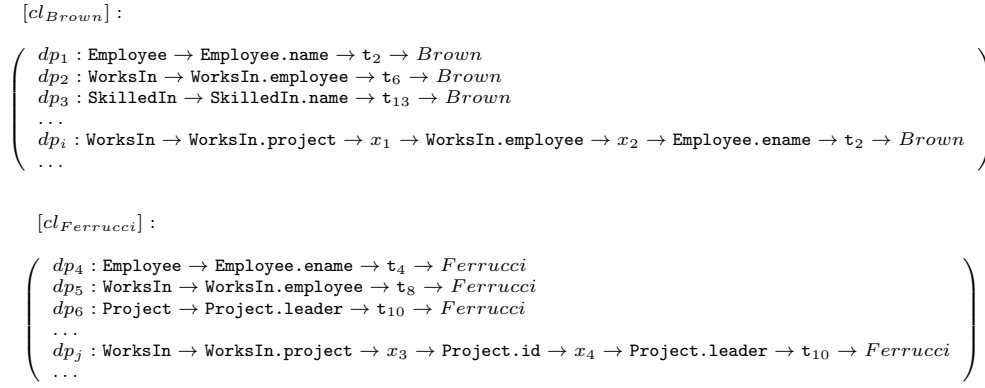 [cl_Brown] :
dp_1 : Employee → Employee.name → t_2 → Brown
dp_2 : WorksIn → WorksIn.employee → t_6 → Brown
dp_3 : SkilledIn → SkilledIn.name → t_13 → Brown
...
dp_i : WorksIn → WorksIn.project → x_1 → WorksIn.employee → x_2 → Employee.ename → t_2 → Brown
...
[cl_Ferrucci] :
dp_4 : Employee → Employee.ename → t_4 → Ferrucci
dp_5 : WorksIn → WorksIn.employee → t_8 → Ferrucci
dp_6 : Project → Project.leader → t_10 → Ferrucci
...
dp_j : WorksIn → WorksIn.project → x_3 → Project.id → x_4 → Project.leader → t_10 → Ferrucci
...